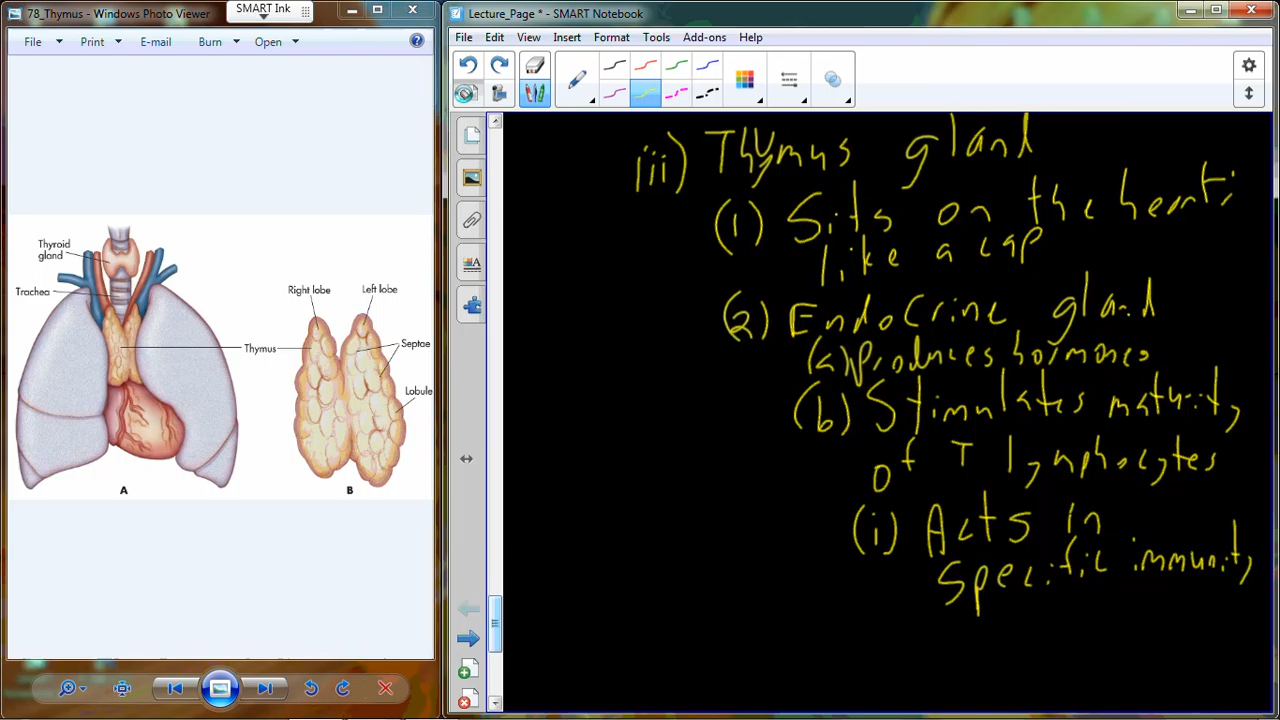 78_Thymus - Windows Photo Viewer
SMART Ink
File Print E-mail Burn Open
Thyroid
gland
Trachea
Thymus
Right lobe
Left lobe
Septae
Lobule
A
B
Lecture_Page * - SMART Notebook
File Edit View Insert Format Tools Add-ons Help
iii) Thymus gland
(1) Sits on the heart;
like a cap
(2) Endocrine gland
(a) Produces hormones
(b) Stimulates maturity
of T lymphocytes
(i) Acts in
specific immunity